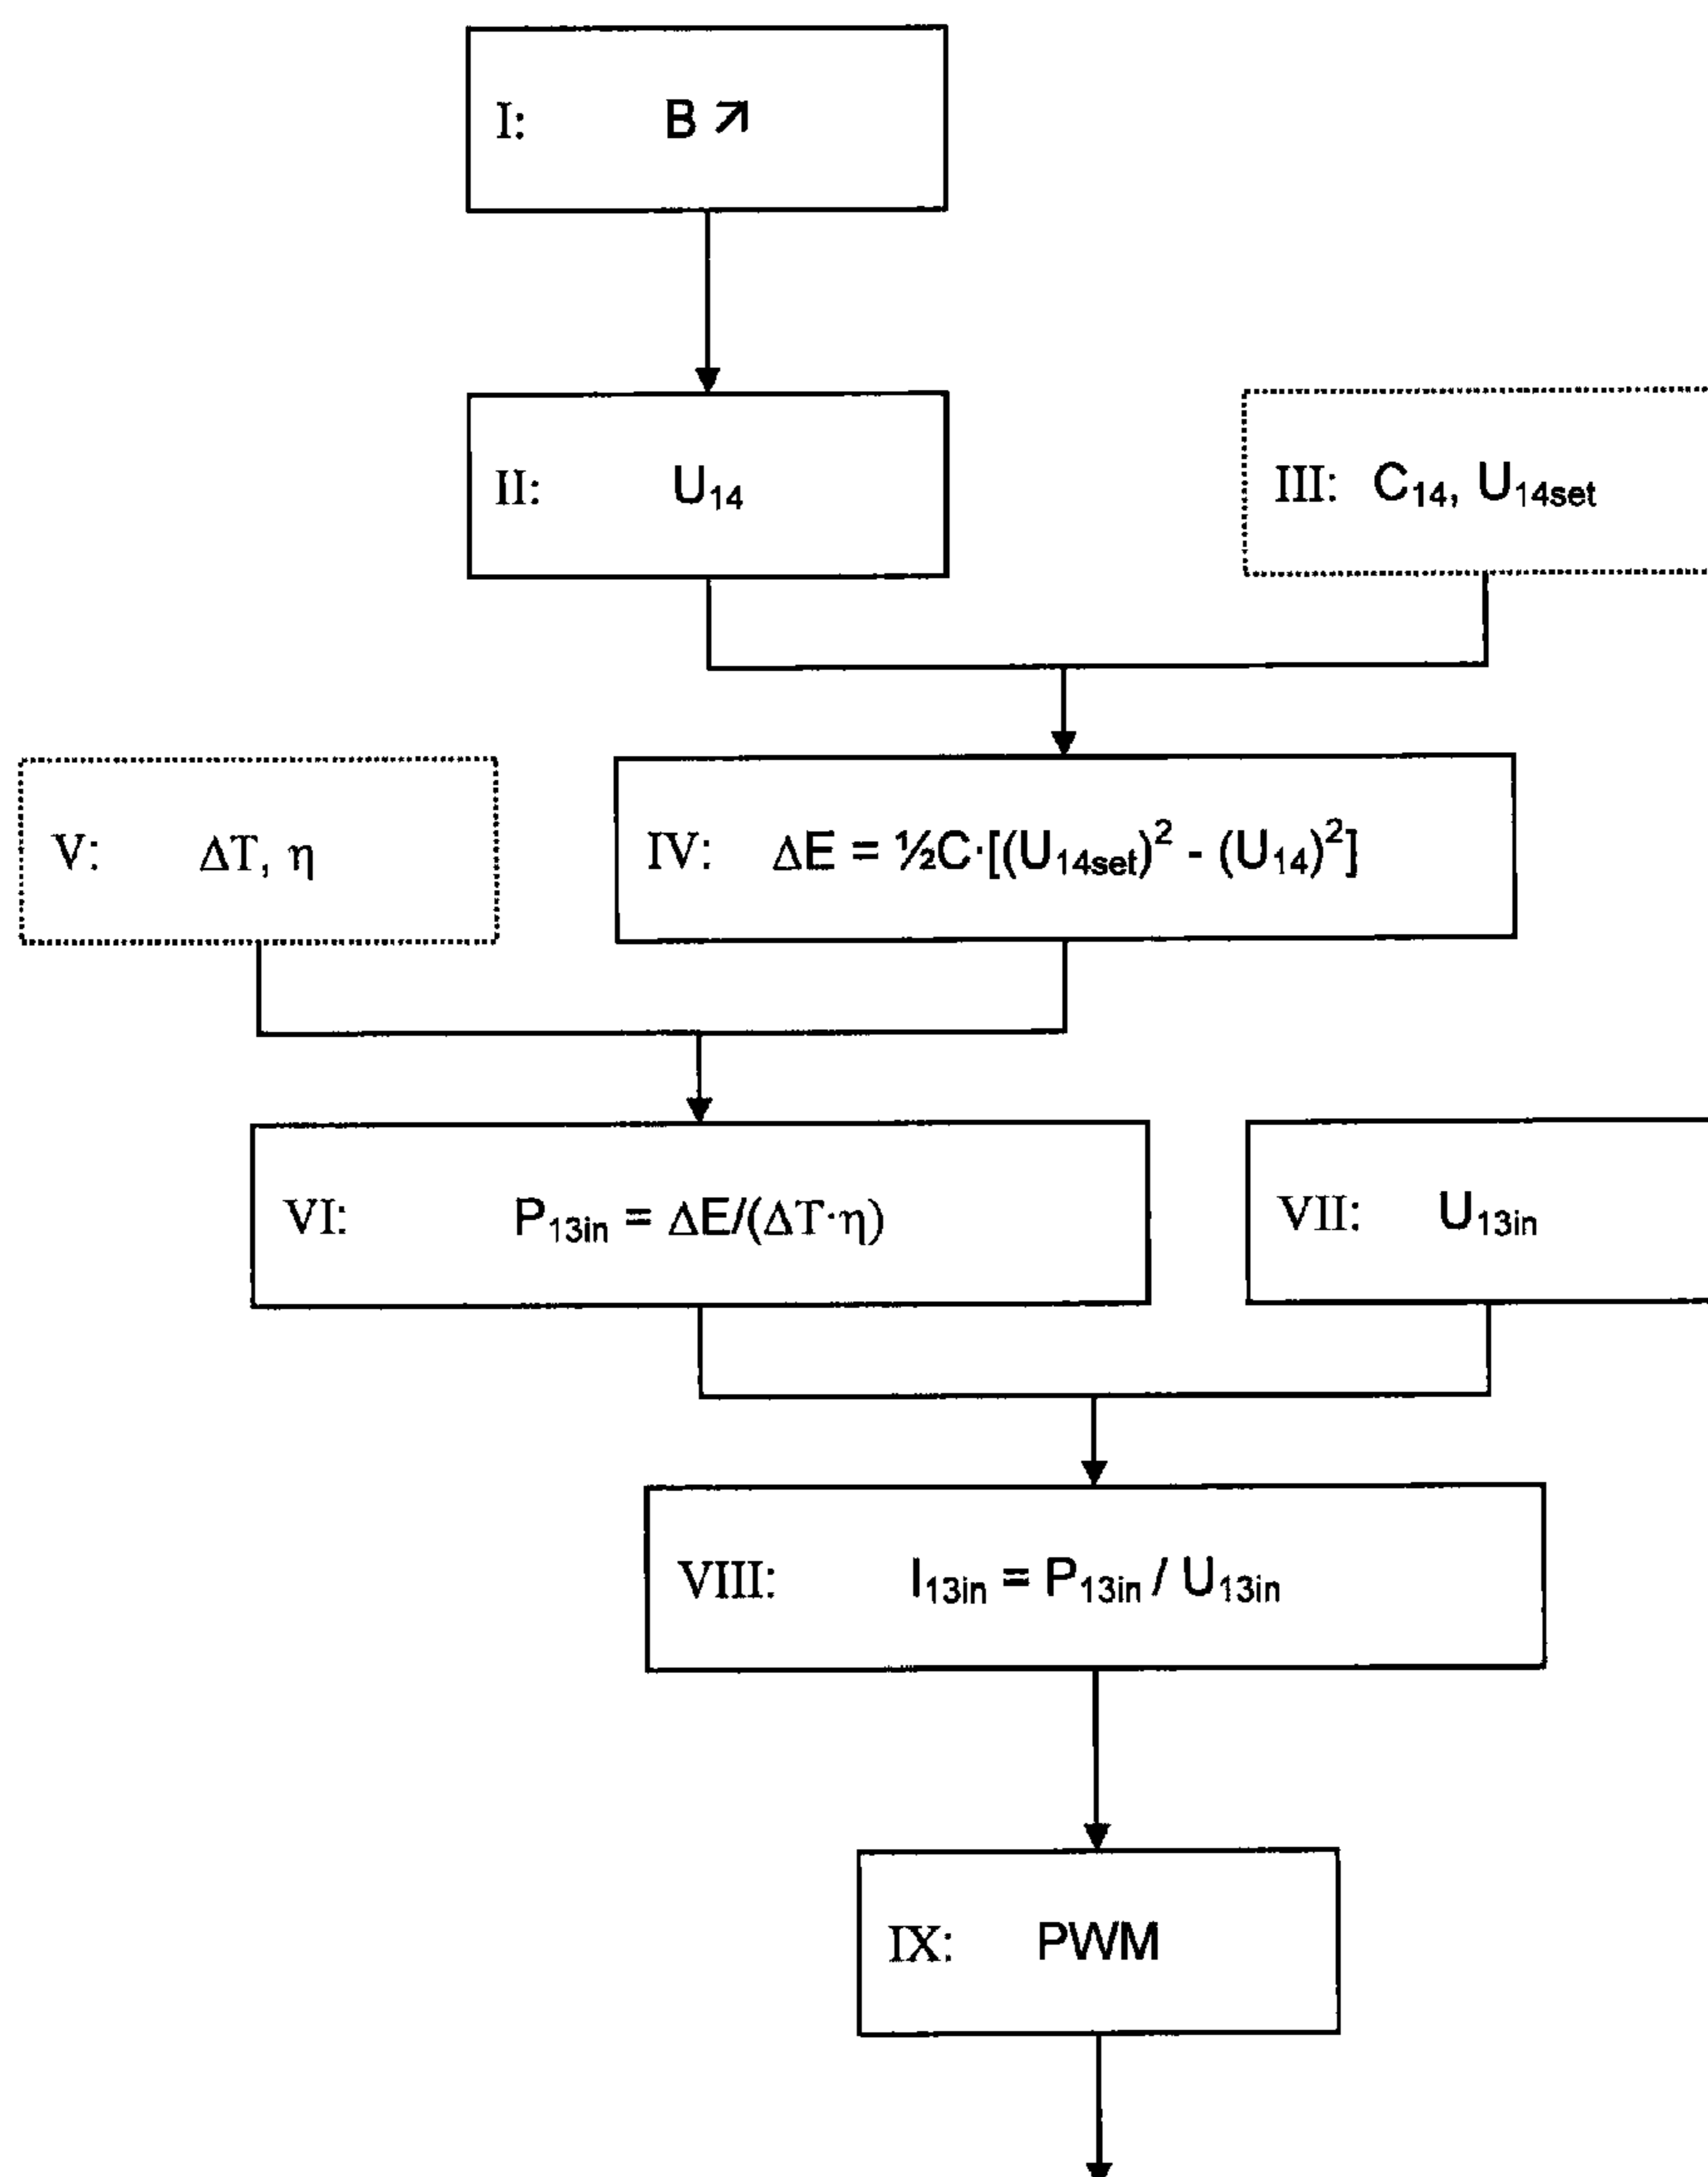 I: B ↗
II: U₁₄
III: C₁₄, U₁₄set
V: ΔT, η
IV: ΔE = ½C·[(U₁₄set)² - (U₁₄)²]
VI: P₁₃in = ΔE/(ΔT·η)
VII: U₁₃in
VIII: I₁₃in = P₁₃in / U₁₃in
IX: PWM